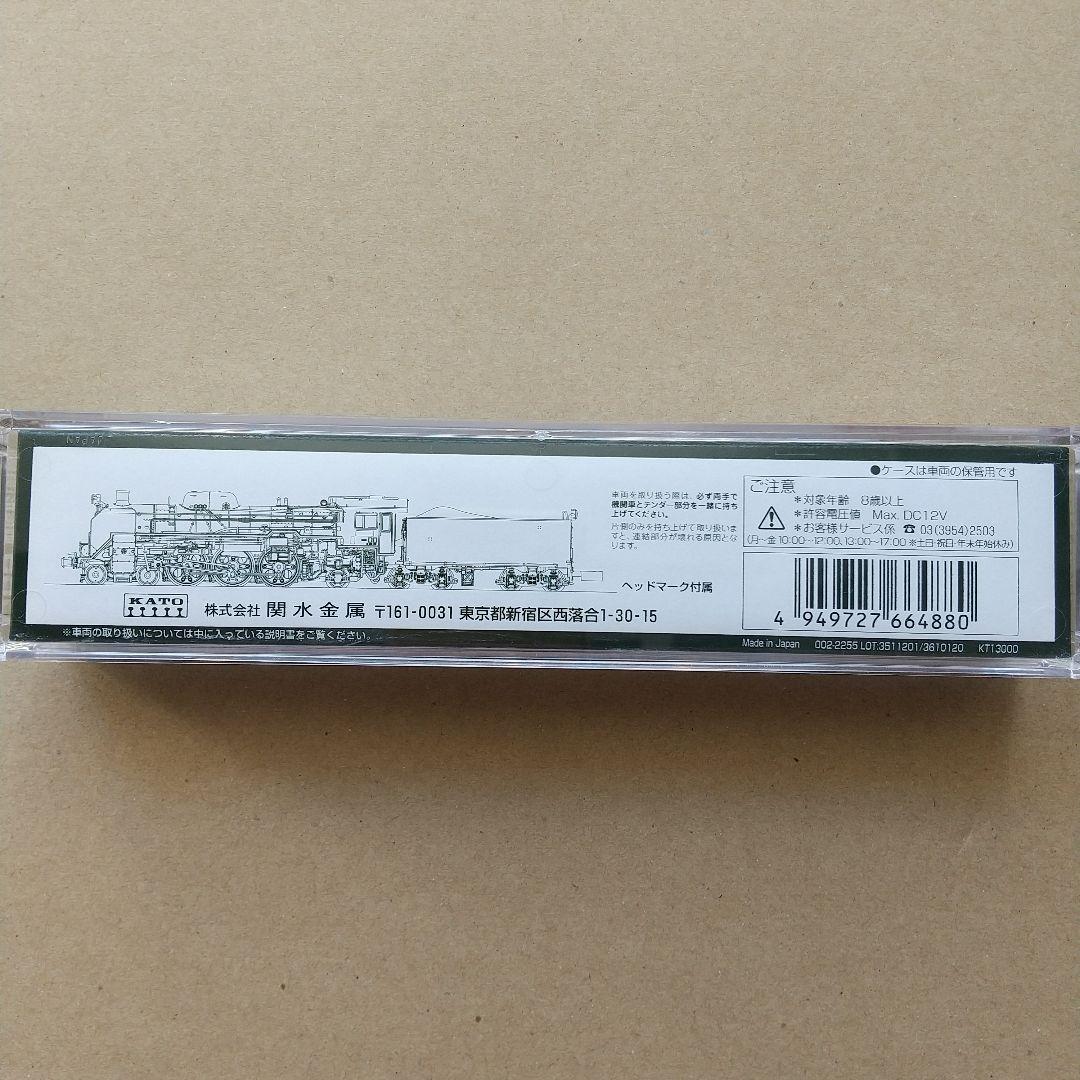 JAPAN
●ケースは車両の保管用です
車両を取り扱う際は、必ず両手で
機関車とテンダー部分を一緒に持ち
上げてください。
片側のみを持ち上げて取り扱いま
すと、連結部分が壊れる原因とな
ります。
ヘッドマーク付属
ご注意
*対象年齢 8歳以上
*許容電圧値 Max. DC12V
*お客様サービス係 ☎ 03(3954)2503
(月〜金 10:00〜12:00、13:00〜17:00 ※土日・祝日・年末年始休み)
KATO
株式会社 関水金属 〒161-0031 東京都新宿区西落合1-30-15
4 949727 664880
※車両の取り扱いについては中に入っている説明書をご覧ください。
Made in Japan 002-2255 LOT:3511201/3610120 KT13000